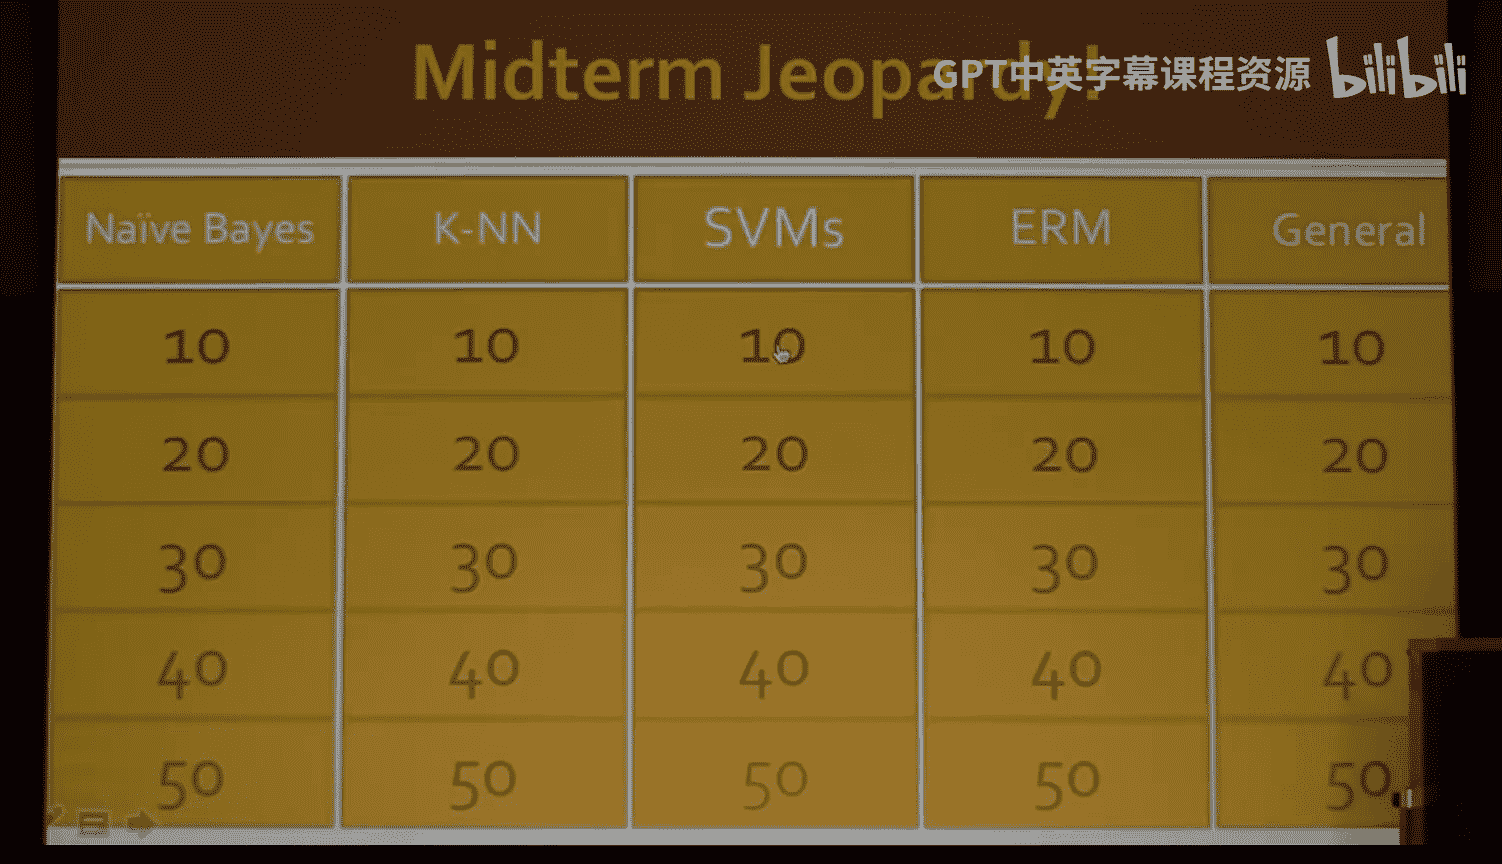 Midterm Jeopardy!
GPT中英字幕课程资源 bilibili
Naïve Bayes K-NN SVMs ERM General
10 10 10 10 10
20 20 20 20 20
30 30 30 30 30
40 40 40 40 40
50 50 50 50 50